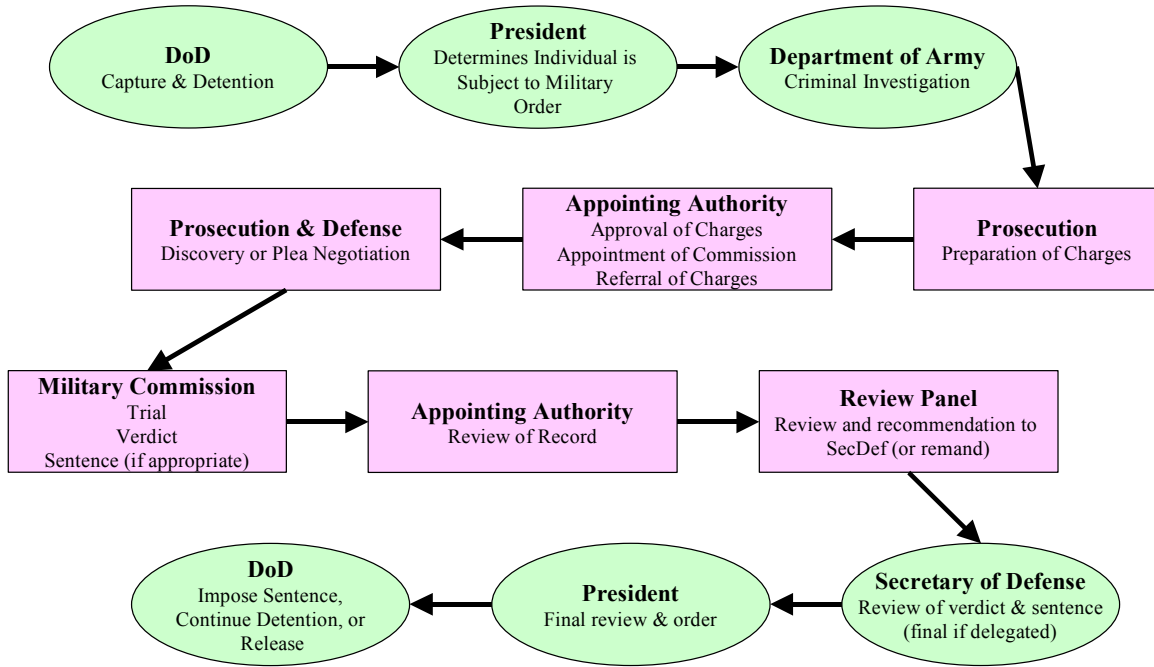 DoD
Capture & Detention
President
Determines Individual is
Subject to Military
Order
Department of Army
Criminal Investigation
Prosecution
Preparation of Charges
Appointing Authority
Approval of Charges
Appointment of Commission
Referral of Charges
Prosecution & Defense
Discovery or Plea Negotiation
Military Commission
Trial
Verdict
Sentence (if appropriate)
Appointing Authority
Review of Record
Review Panel
Review and recommendation to
SecDef (or remand)
Secretary of Defense
Review of verdict & sentence
(final if delegated)
President
Final review & order
DoD
Impose Sentence,
Continue Detention, or
Release